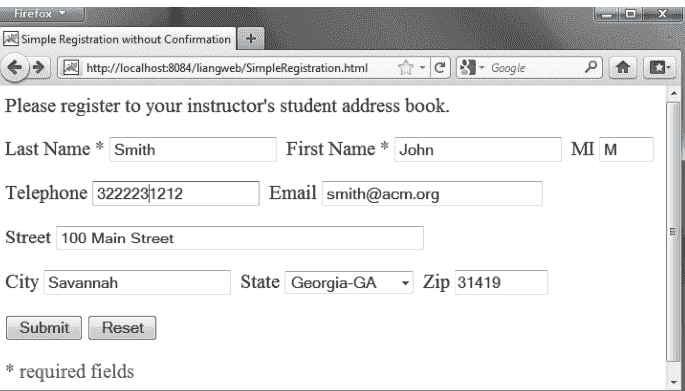 Firefox
Simple Registration without Confirmation +
http://localhost:8084/liangweb/SimpleRegistration.html Google
Please register to your instructor's student address book.
Last Name * Smith First Name * John MI M
Telephone 3222231212 Email smith@acm.org
Street 100 Main Street
City Savannah State Georgia-GA Zip 31419
Submit Reset
* required fields